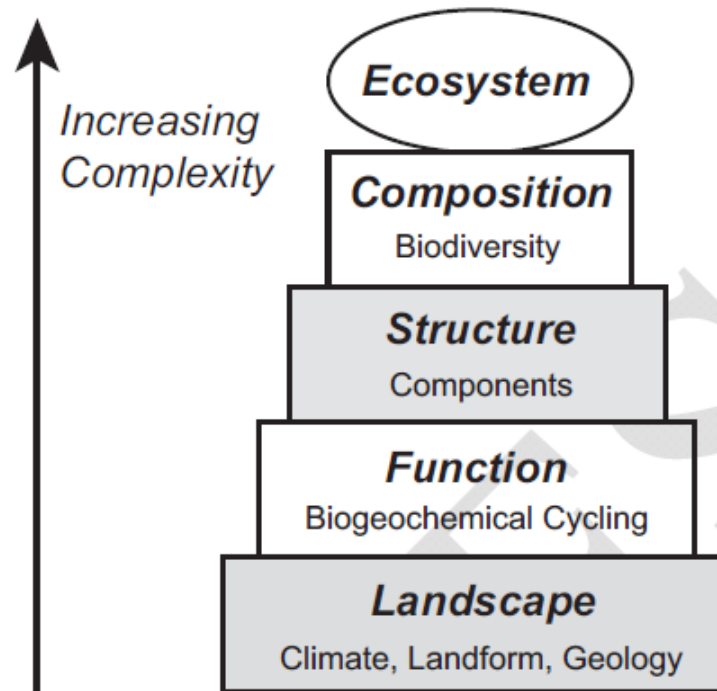 Ecosystem
Increasing
Complexity
Composition
Biodiversity
Structure
Components
Function
Biogeochemical Cycling
Landscape
Climate, Landform, Geology